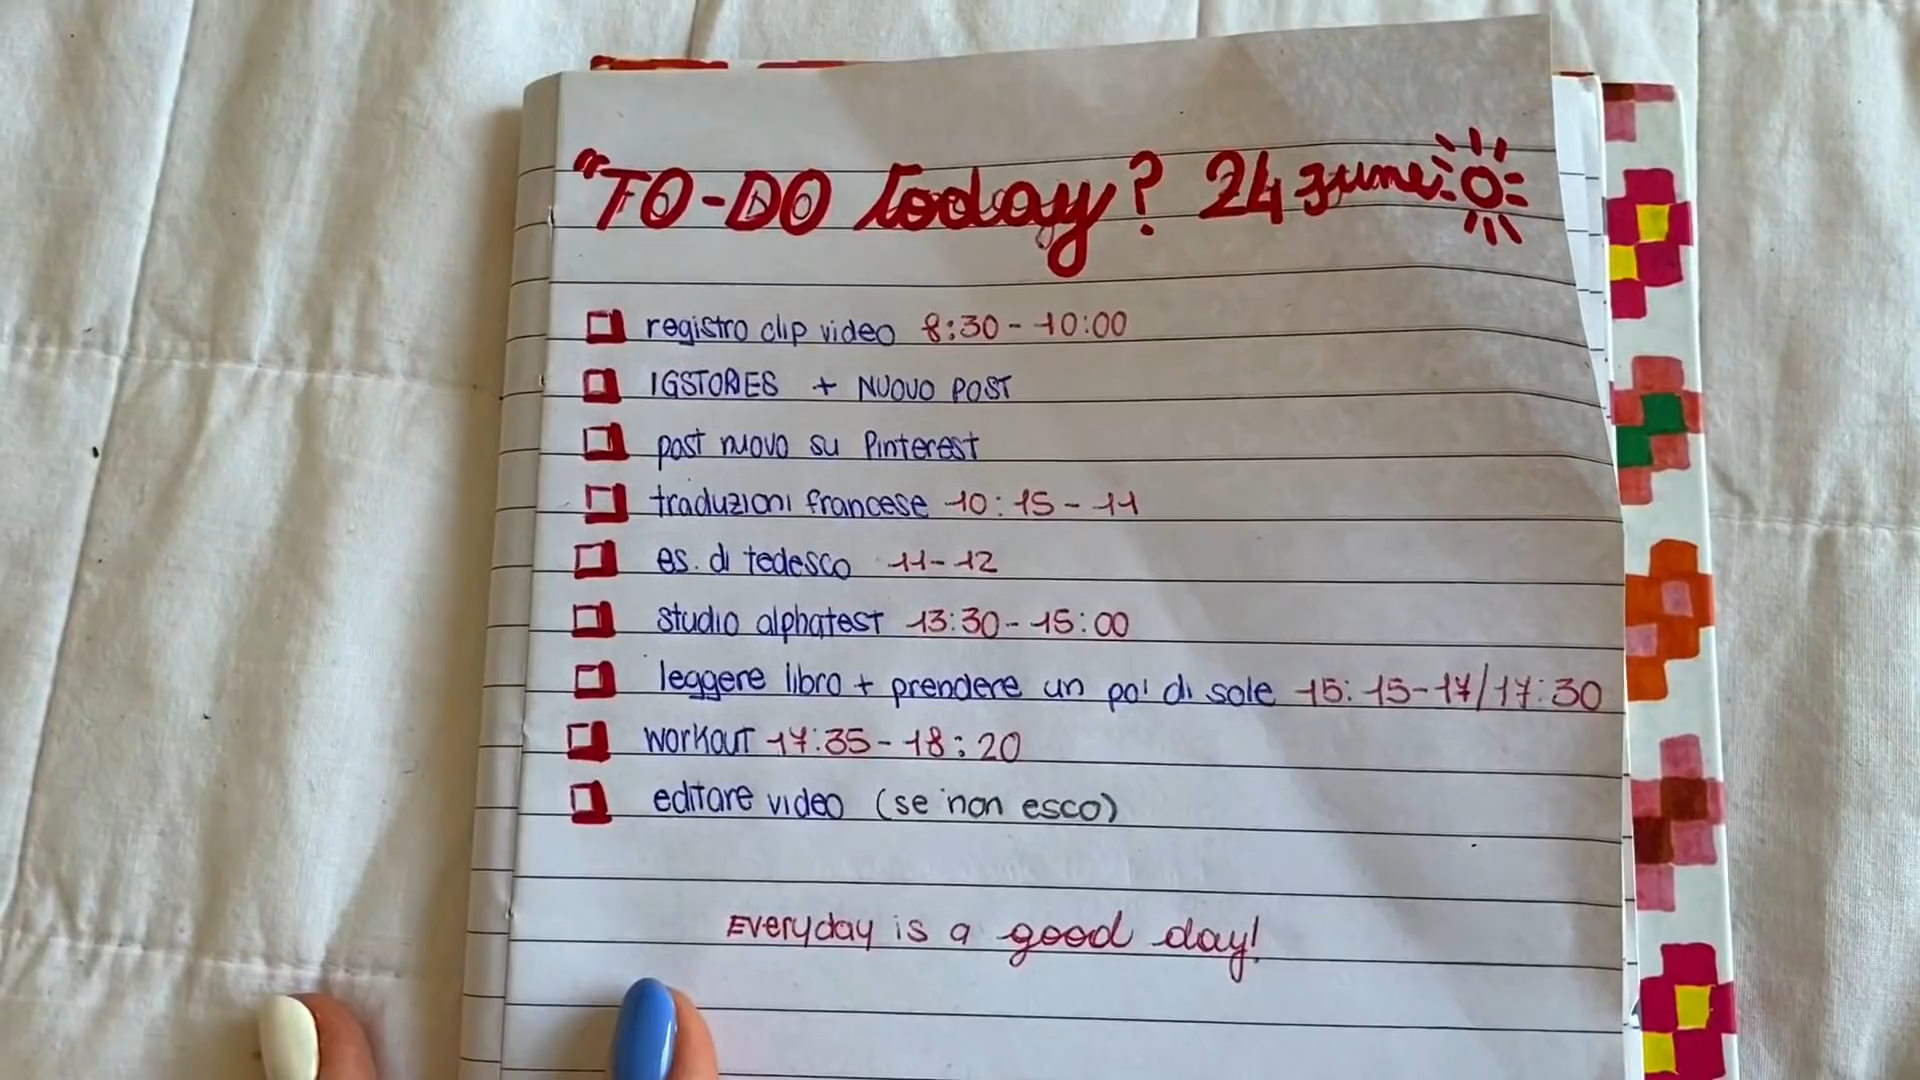 "TO-DO today? 24 June
registro clip video 8:30-10:00
IGSTORIES + NUOVO POST
post nuovo su Pinterest
traduzioni francese 10:15-11
es. di tedesco 11-12
studio alphatest 13:30-15:00
leggere libro + prendere un po' di sole 15:15-17/17:30
workout 17:35-18:20
editare video (se non esco)
Everyday is a good day!